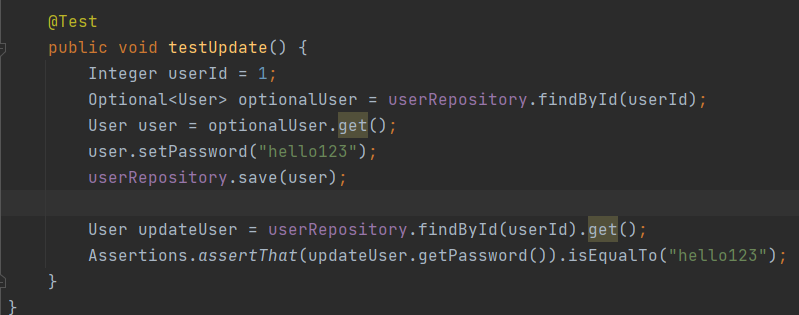 @Test
public void testUpdate() {
Integer userId = 1;
Optional<User> optionalUser = userRepository.findById(userId);
User user = optionalUser.get();
user.setPassword("hello123");
userRepository.save(user);
User updateUser = userRepository.findById(userId).get();
Assertions.assertThat(updateUser.getPassword()).isEqualTo("hello123");
}
}